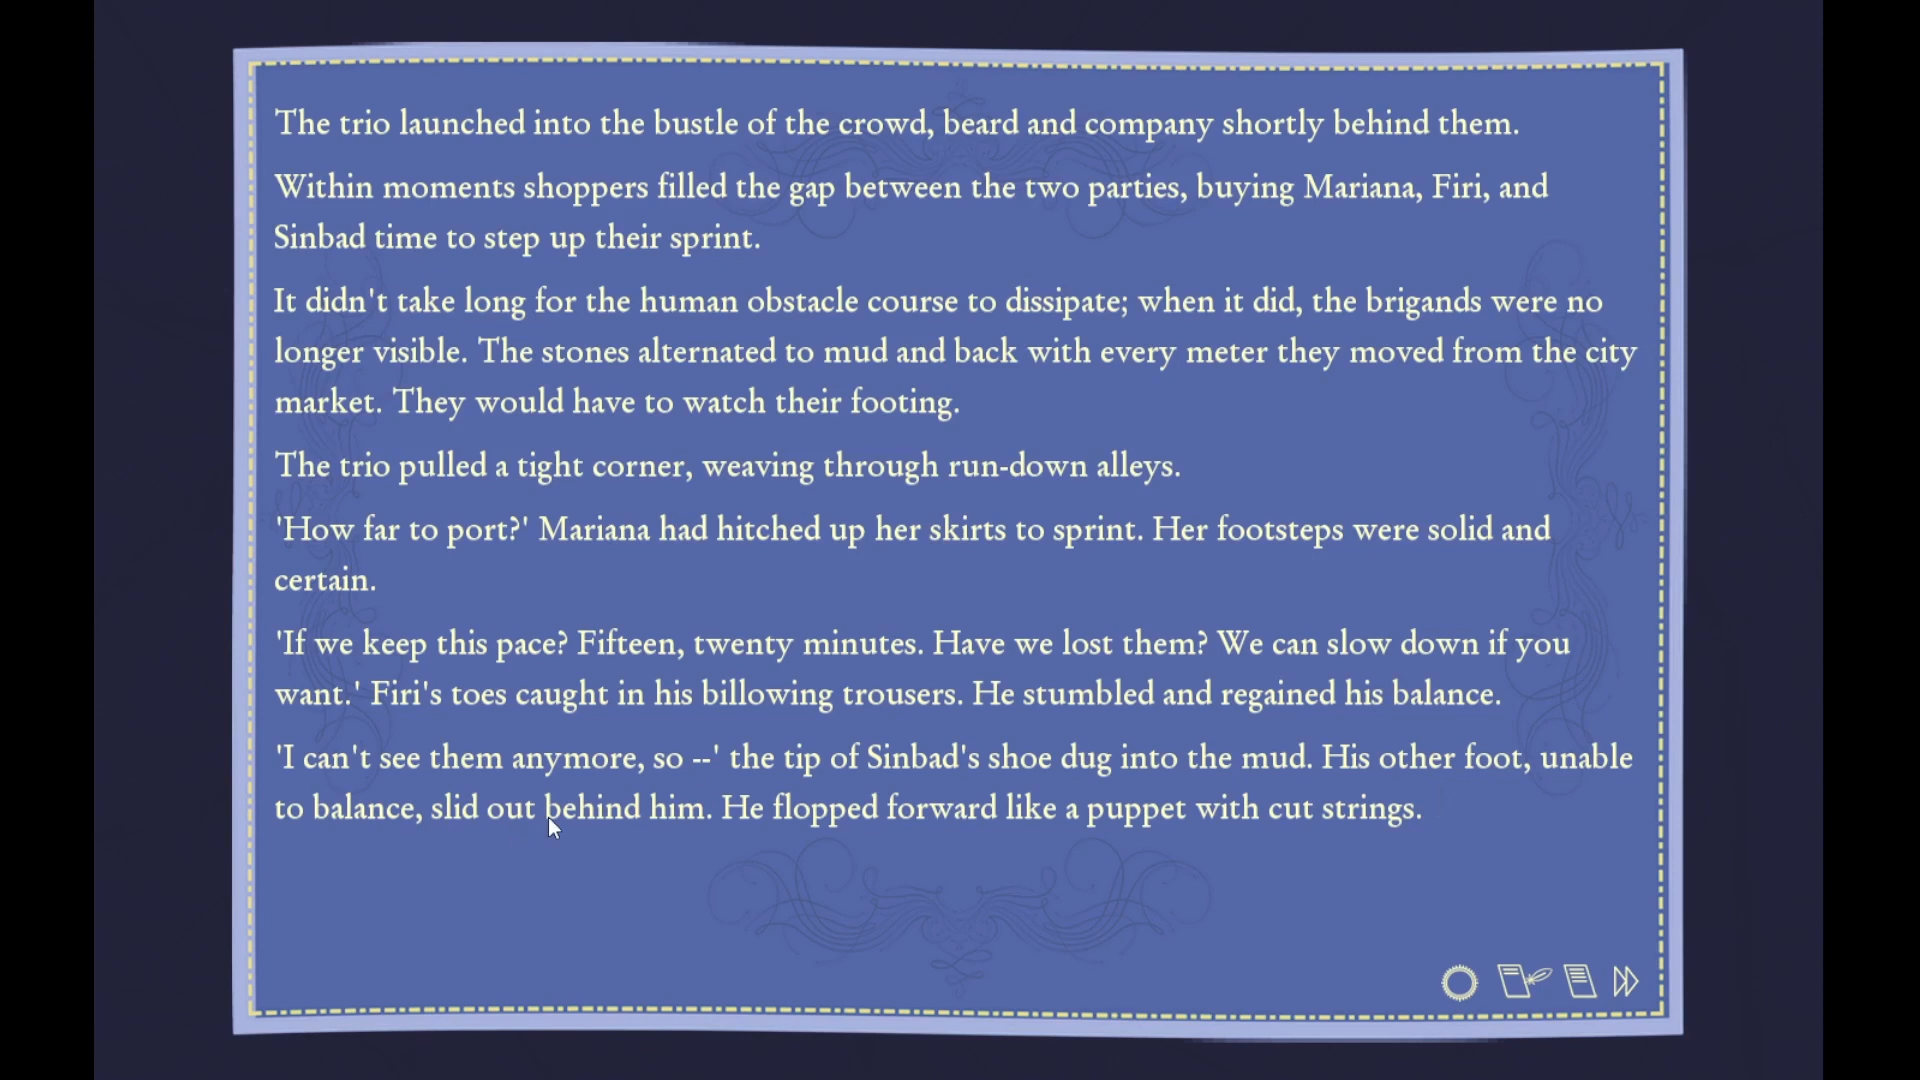 The trio launched into the bustle of the crowd, beard and company shortly behind them.
Within moments shoppers filled the gap between the two parties, buying Mariana, Firi, and
Sinbad time to step up their sprint.
It didn't take long for the human obstacle course to dissipate; when it did, the brigands were no
longer visible. The stones alternated to mud and back with every meter they moved from the city
market. They would have to watch their footing.
The trio pulled a tight corner, weaving through run-down alleys.
'How far to port?' Mariana had hitched up her skirts to sprint. Her footsteps were solid and
certain.
'If we keep this pace? Fifteen, twenty minutes. Have we lost them? We can slow down if you
want.' Firi's toes caught in his billowing trousers. He stumbled and regained his balance.
'I can't see them anymore, so --' the tip of Sinbad's shoe dug into the mud. His other foot, unable
to balance, slid out behind him. He flopped forward like a puppet with cut strings.